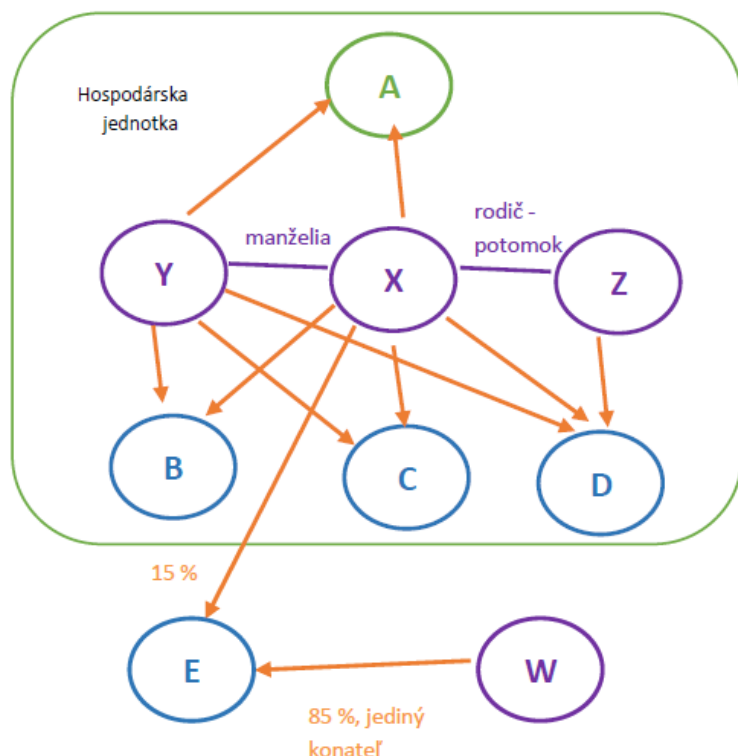 A
Hospodárska
jednotka
rodič -
potomok
manželia
Y
X
Z
B
C
D
15 %
E
W
85 %, jediný
konateľ